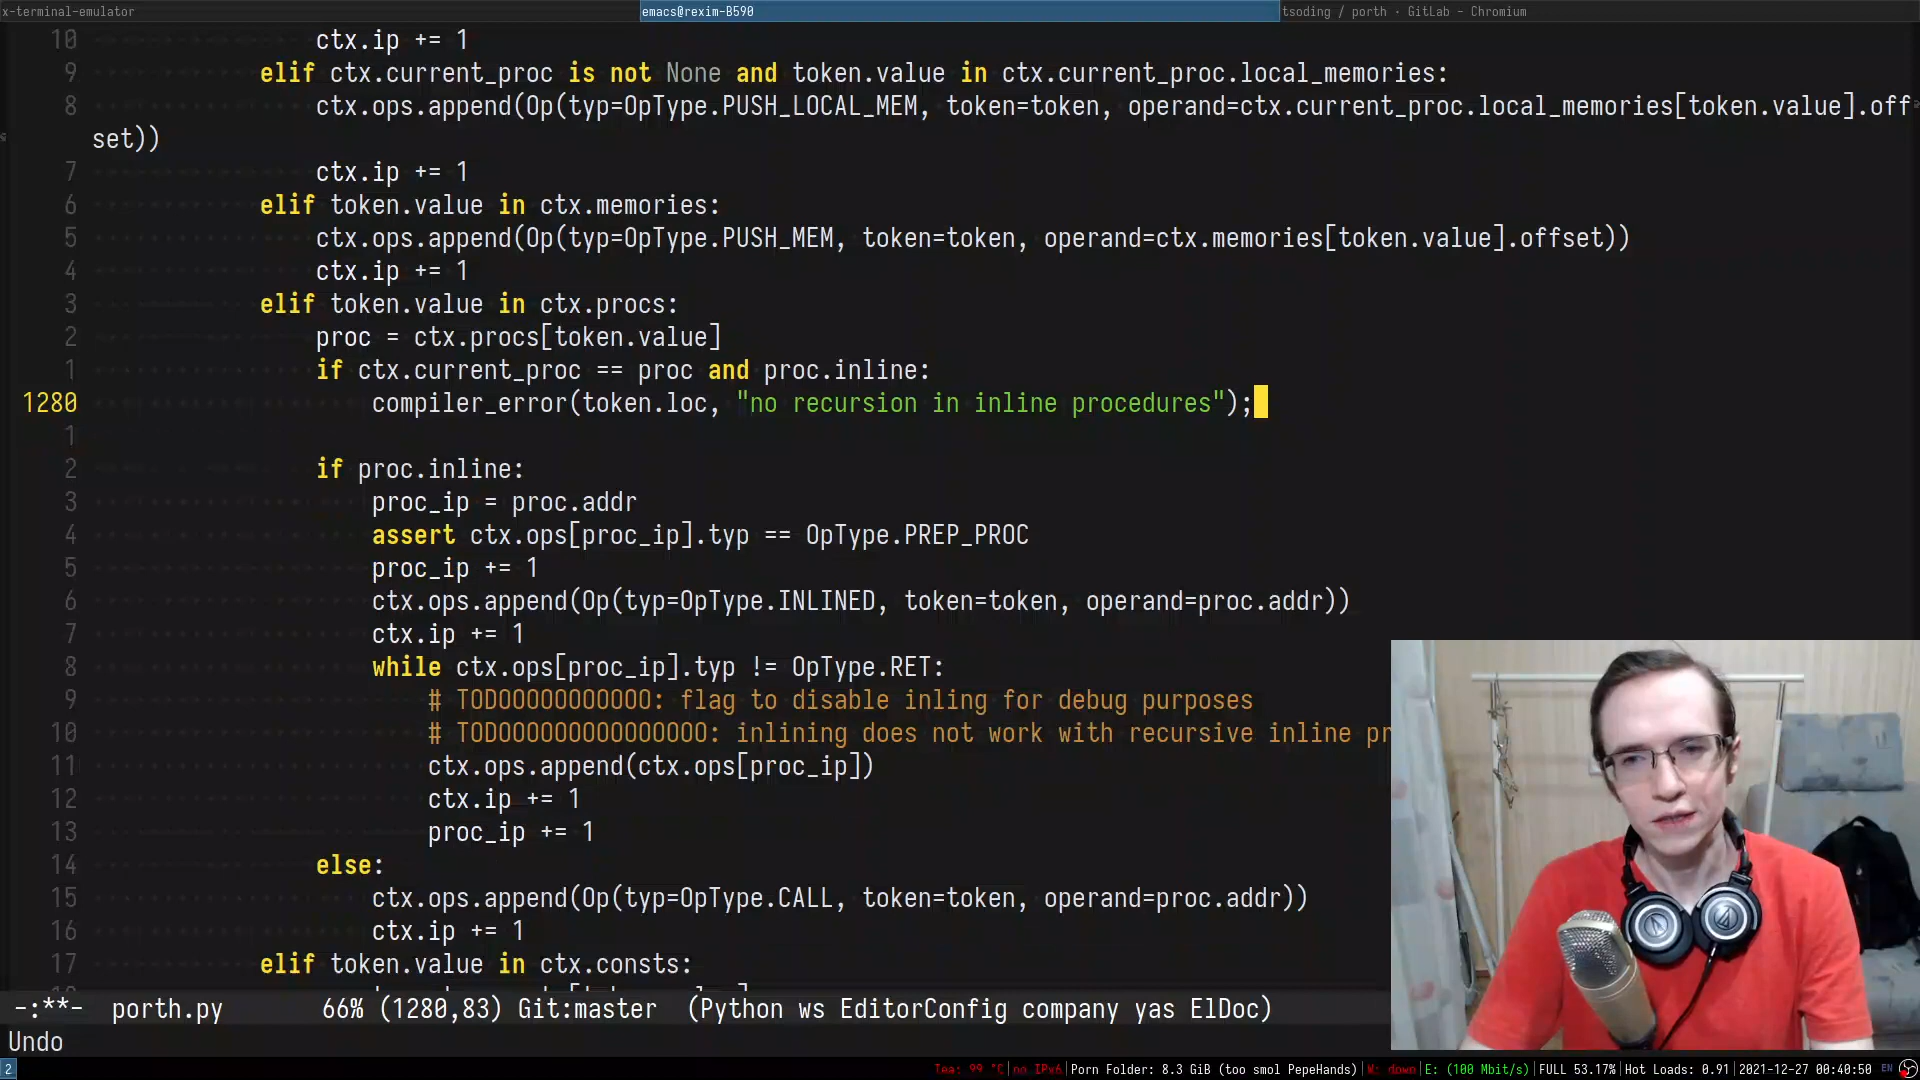 x-terminal-emulator
emacs@rexim-B590
tsoding / porth · GitLab - Chromium
10 ctx.ip += 1
9 elif ctx.current_proc is not None and token.value in ctx.current_proc.local_memories:
8 ctx.ops.append(Op(typ=OpType.PUSH_LOCAL_MEM, token=token, operand=ctx.current_proc.local_memories[token.value].off
set))
7 ctx.ip += 1
6 elif token.value in ctx.memories:
5 ctx.ops.append(Op(typ=OpType.PUSH_MEM, token=token, operand=ctx.memories[token.value].offset))
4 ctx.ip += 1
3 elif token.value in ctx.procs:
2 proc = ctx.procs[token.value]
1 if ctx.current_proc == proc and proc.inline:
1280 compiler_error(token.loc, "no recursion in inline procedures");
1
2 if proc.inline:
3 proc_ip = proc.addr
4 assert ctx.ops[proc_ip].typ == OpType.PREP_PROC
5 proc_ip += 1
6 ctx.ops.append(Op(typ=OpType.INLINED, token=token, operand=proc.addr))
7 ctx.ip += 1
8 while ctx.ops[proc_ip].typ != OpType.RET:
9 # TODOOOOOOOOOOO: flag to disable inling for debug purposes
10 # TODOOOOOOOOOOOOOOO: inlining does not work with recursive inline pr
11 ctx.ops.append(ctx.ops[proc_ip])
12 ctx.ip += 1
13 proc_ip += 1
14 else:
15 ctx.ops.append(Op(typ=OpType.CALL, token=token, operand=proc.addr))
16 ctx.ip += 1
17 elif token.value in ctx.consts:
-:**- porth.py 66% (1280,83) Git:master (Python ws EditorConfig company yas ElDoc)
Undo
2 Tea: 99 °C|no IPv6|Porn Folder: 8.3 GiB (too smol PepeHands)|W: down|E: (100 Mbit/s)|FULL 53.17%|Hot Loads: 0.91|2021-12-27 00:40:50 EN